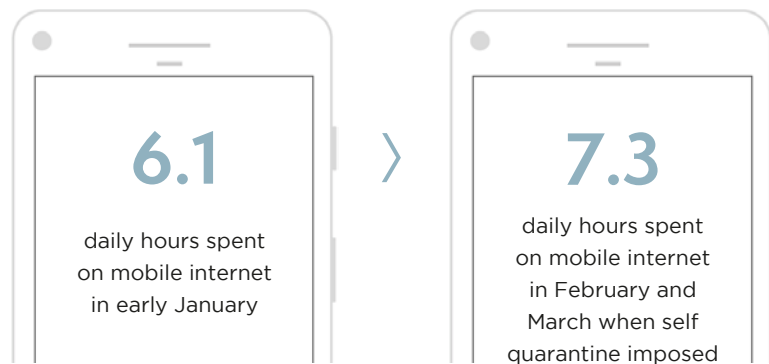 6.1
daily hours spent
on mobile internet
in early January
〉
7.3
daily hours spent
on mobile internet
in February and
March when self
quarantine imposed